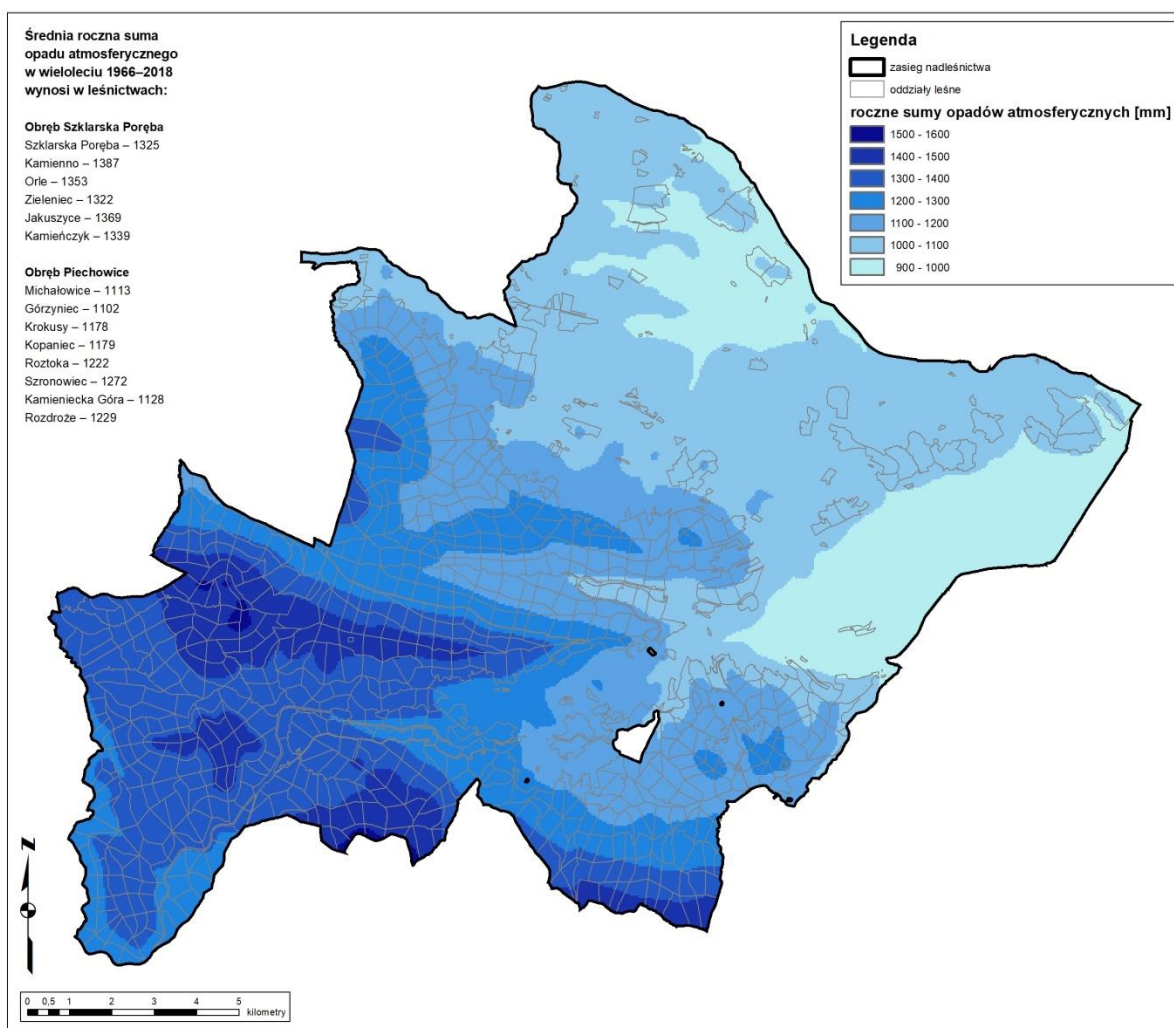 Średnia roczna suma
opadu atmosferycznego
w wieloleciu 1966–2018
wynosi w leśnictwach:
Obręb Szklarska Poręba
Szklarska Poręba – 1325
Kamienno – 1387
Orle – 1353
Zieleniec – 1322
Jakuszyce – 1369
Kamieńczyk – 1339
Obręb Piechowice
Michałowice – 1113
Górzyniec – 1102
Krokusy – 1178
Kopaniec – 1179
Roztoka – 1222
Szronowiec – 1272
Kamieniecka Góra – 1128
Rozdroże – 1229
Legenda
zasięg nadleśnictwa
oddziały leśne
roczne sumy opadów atmosferycznych [mm]
1500 - 1600
1400 - 1500
1300 - 1400
1200 - 1300
1100 - 1200
1000 - 1100
900 - 1000
N
0 0,5 1 2 3 4 5
kilometry